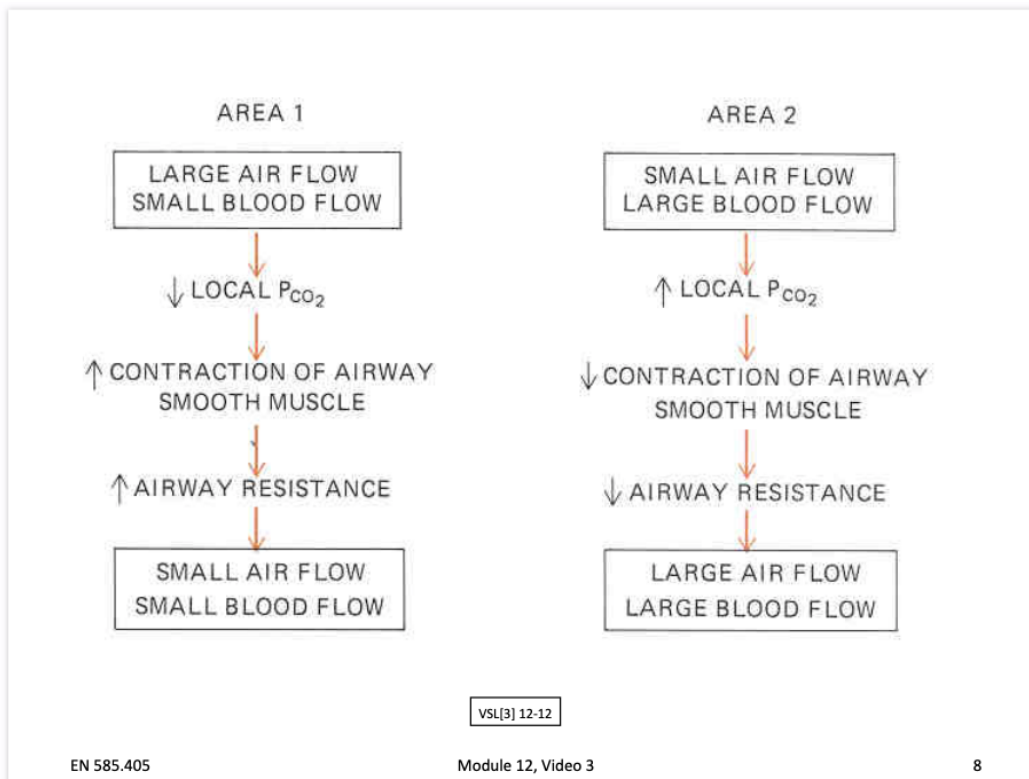 AREA 1
LARGE AIR FLOW
SMALL BLOOD FLOW
↓ LOCAL PCO2
↑ CONTRACTION OF AIRWAY
SMOOTH MUSCLE
↑ AIRWAY RESISTANCE
SMALL AIR FLOW
SMALL BLOOD FLOW
AREA 2
SMALL AIR FLOW
LARGE BLOOD FLOW
↑ LOCAL PCO2
↓ CONTRACTION OF AIRWAY
SMOOTH MUSCLE
↓ AIRWAY RESISTANCE
LARGE AIR FLOW
LARGE BLOOD FLOW
VSL[3] 12-12
EN 585.405
Module 12, Video 3
8